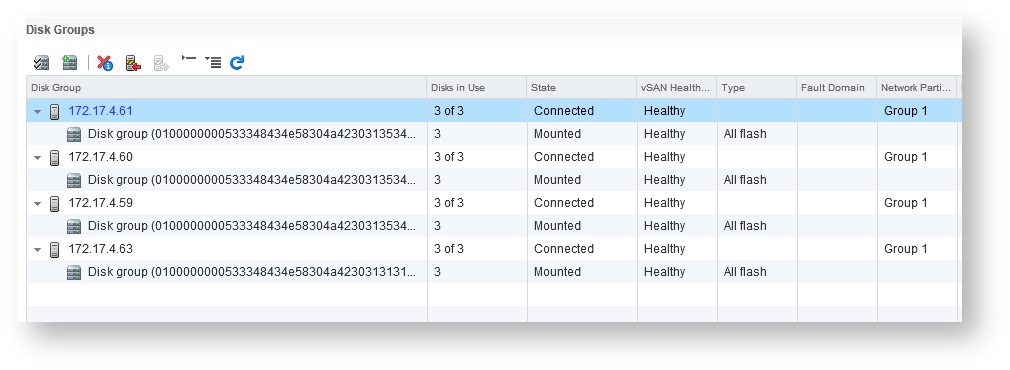 Disk Groups
Disk Group Disks in Use State vSAN Health... Type Fault Domain Network Parti...
172.17.4.61 3 of 3 Connected Healthy Group 1
Disk group (0100000000533348434e58304a4230313534... 3 Mounted Healthy All flash
172.17.4.60 3 of 3 Connected Healthy Group 1
Disk group (0100000000533348434e58304a4230313534... 3 Mounted Healthy All flash
172.17.4.59 3 of 3 Connected Healthy Group 1
Disk group (0100000000533348434e58304a4230313534... 3 Mounted Healthy All flash
172.17.4.63 3 of 3 Connected Healthy Group 1
Disk group (0100000000533348434e58304a4230313131... 3 Mounted Healthy All flash